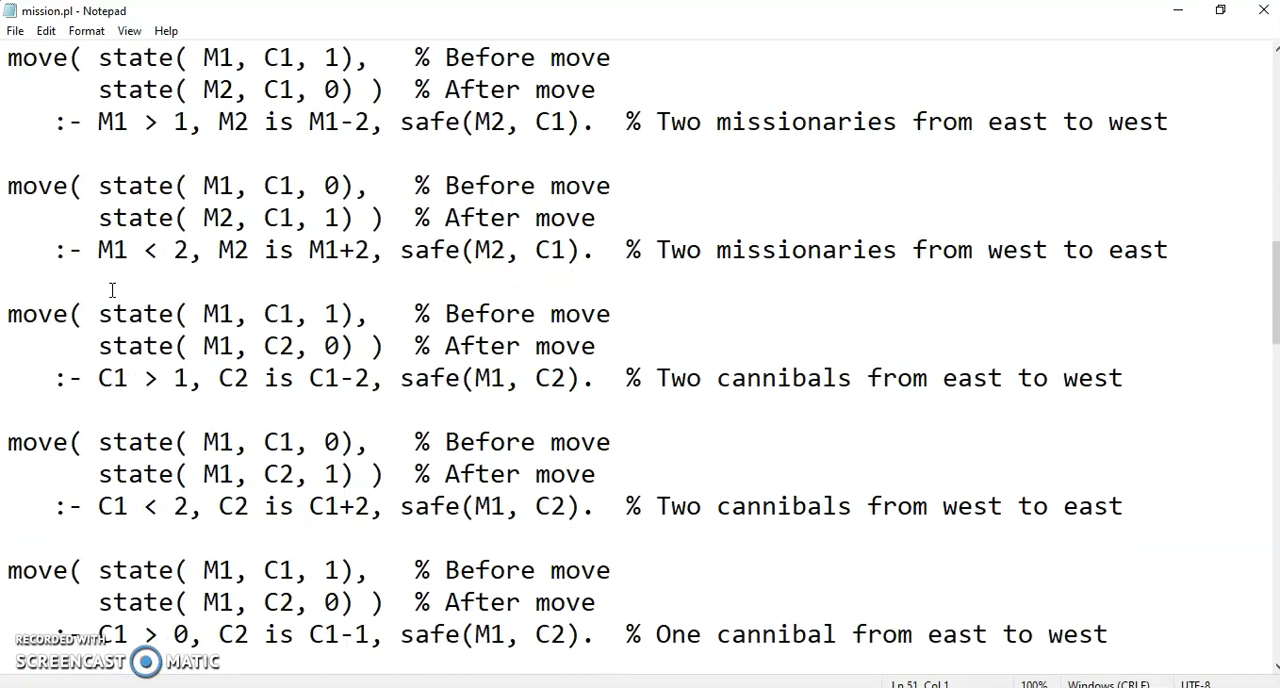 mission.pl - Notepad
File Edit Format View Help
move( state( M1, C1, 1), % Before move
state( M2, C1, 0) ) % After move
:- M1 > 1, M2 is M1-2, safe(M2, C1). % Two missionaries from east to west
move( state( M1, C1, 0), % Before move
state( M2, C1, 1) ) % After move
:- M1 < 2, M2 is M1+2, safe(M2, C1). % Two missionaries from west to east
move( state( M1, C1, 1), % Before move
state( M1, C2, 0) ) % After move
:- C1 > 1, C2 is C1-2, safe(M1, C2). % Two cannibals from east to west
move( state( M1, C1, 0), % Before move
state( M1, C2, 1) ) % After move
:- C1 < 2, C2 is C1+2, safe(M1, C2). % Two cannibals from west to east
move( state( M1, C1, 1), % Before move
state( M1, C2, 0) ) % After move
:- C1 > 0, C2 is C1-1, safe(M1, C2). % One cannibal from east to west
RECORDED WITH
SCREENCAST MATIC
Ln 51, Col 1 100% Windows (CRLF) UTF-8